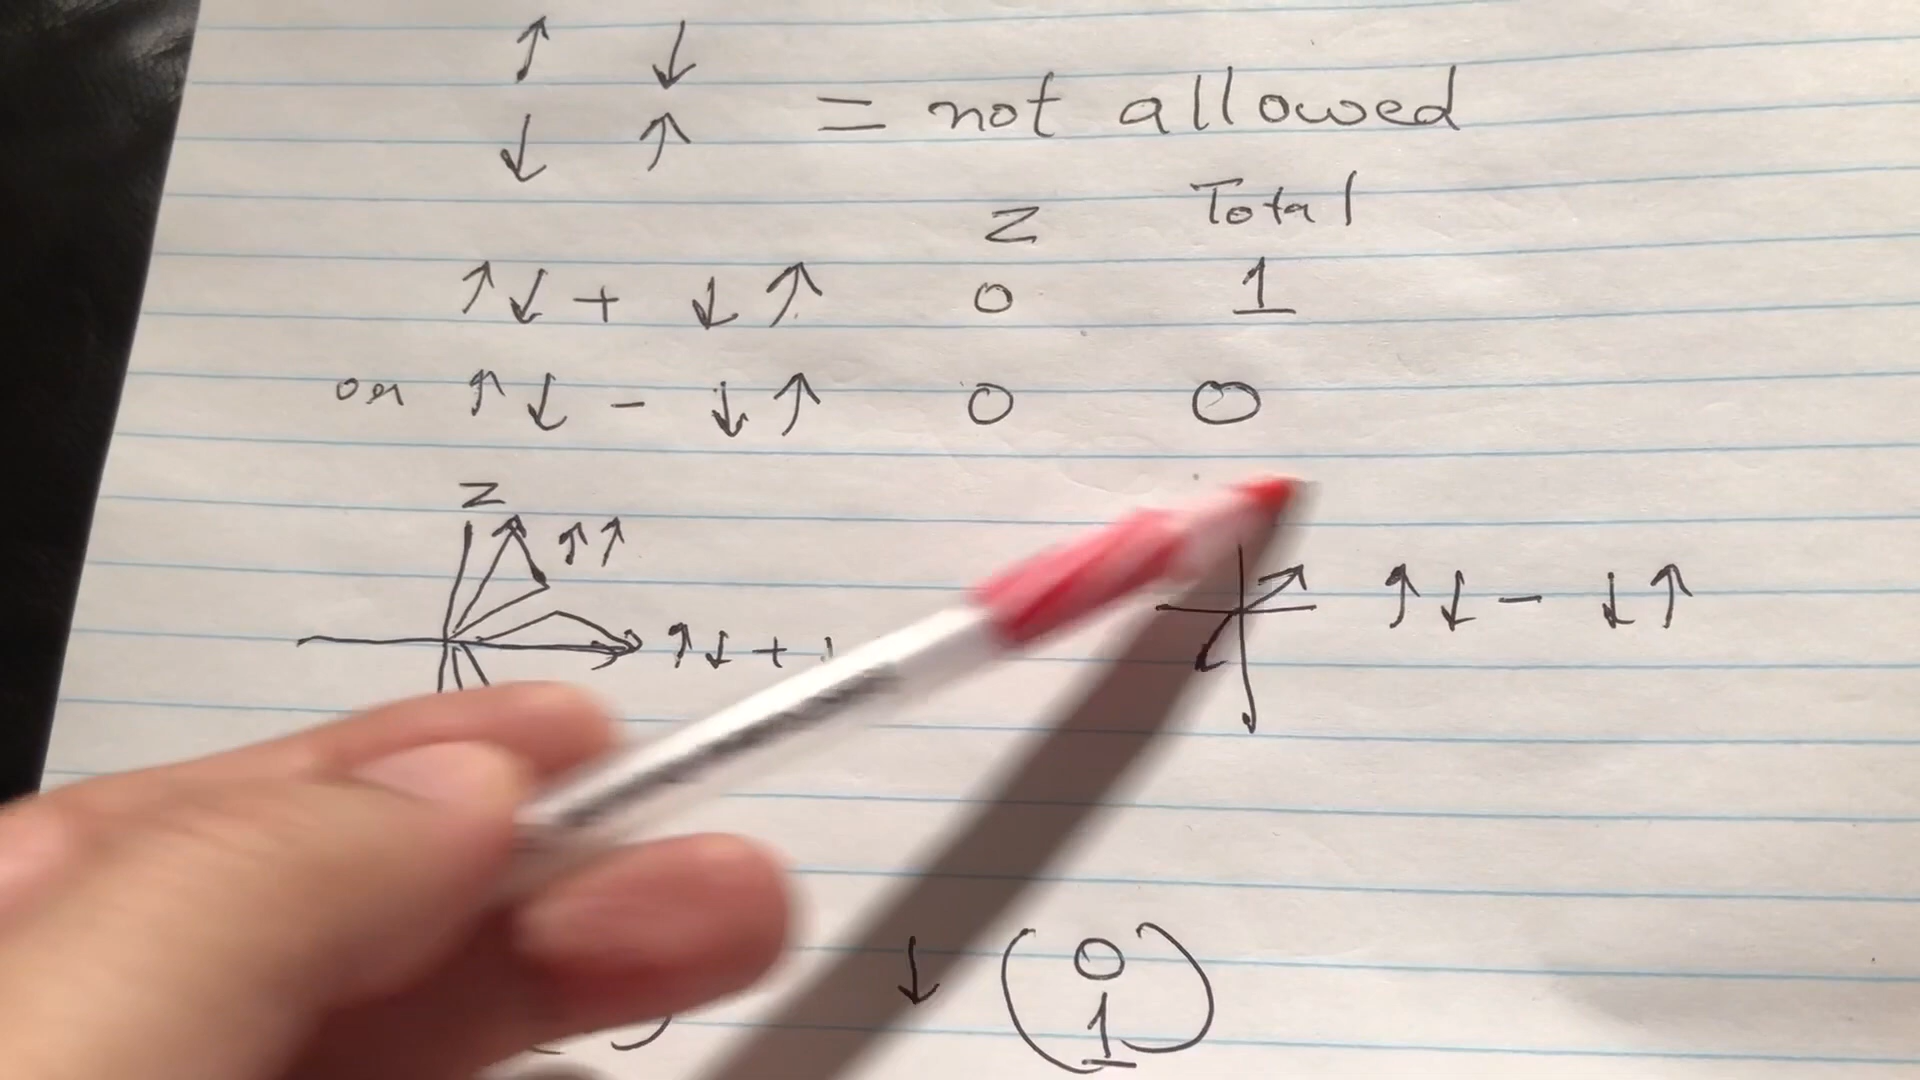 ↑ ↓
↓ ↑ = not allowed
Z Total
↑↓ + ↓↑ 0 1
or ↑↓ - ↓↑ 0 0
Z
↑↑
↑↓ + ↑↓ - ↓↑
↓ (0
1)